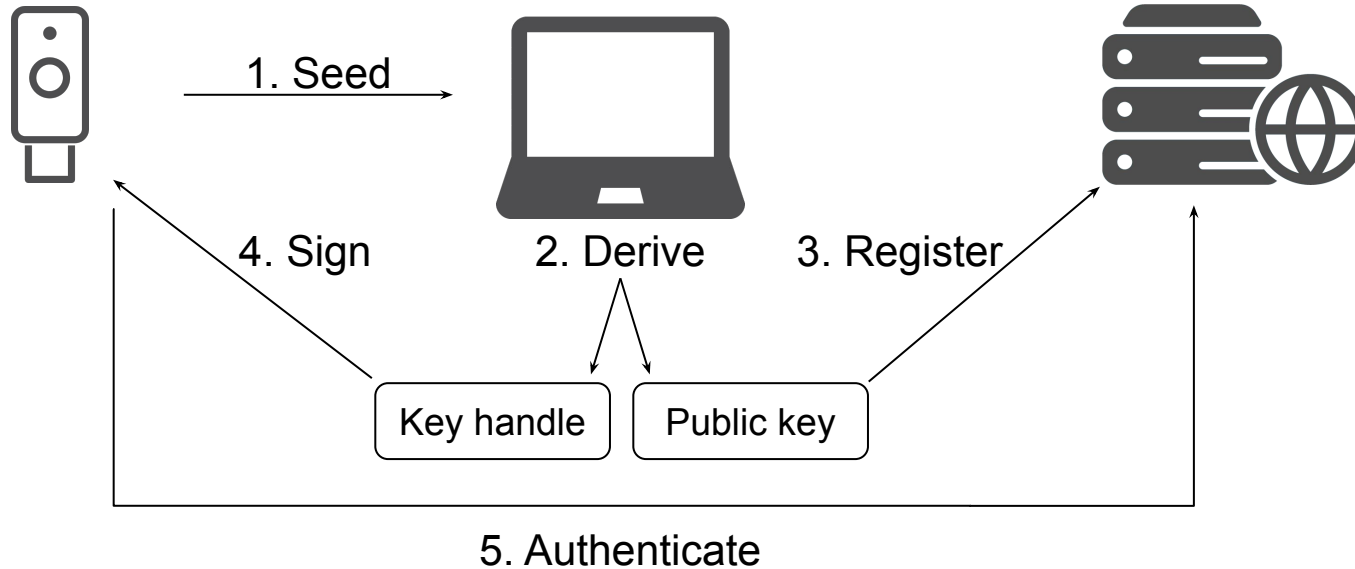 1. Seed
4. Sign
2. Derive
3. Register
Key handle
Public key
5. Authenticate